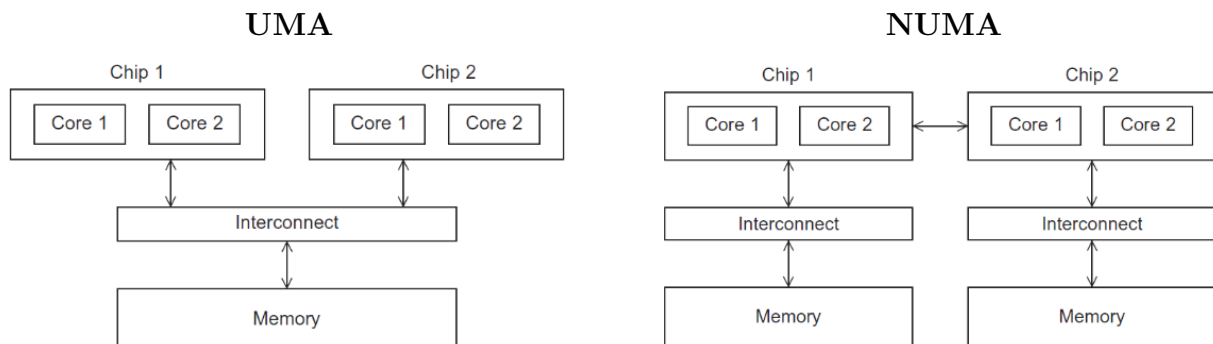 UMA
Chip 1
Chip 2
Core 1
Core 2
Core 1
Core 2
Interconnect
Memory
NUMA
Chip 1
Chip 2
Core 1
Core 2
Core 1
Core 2
Interconnect
Interconnect
Memory
Memory